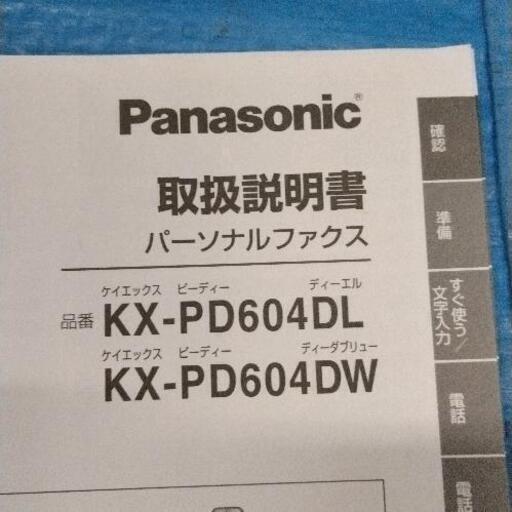 Panasonic®
取扱説明書
パーソナルファクス
ケイエックス ピーディー ディーエル
品番 KX-PD604DL
ケイエックス ピーディー ディーダブリュー
KX-PD604DW
確認
準備
すぐ使う/
文字入力
電話
電話